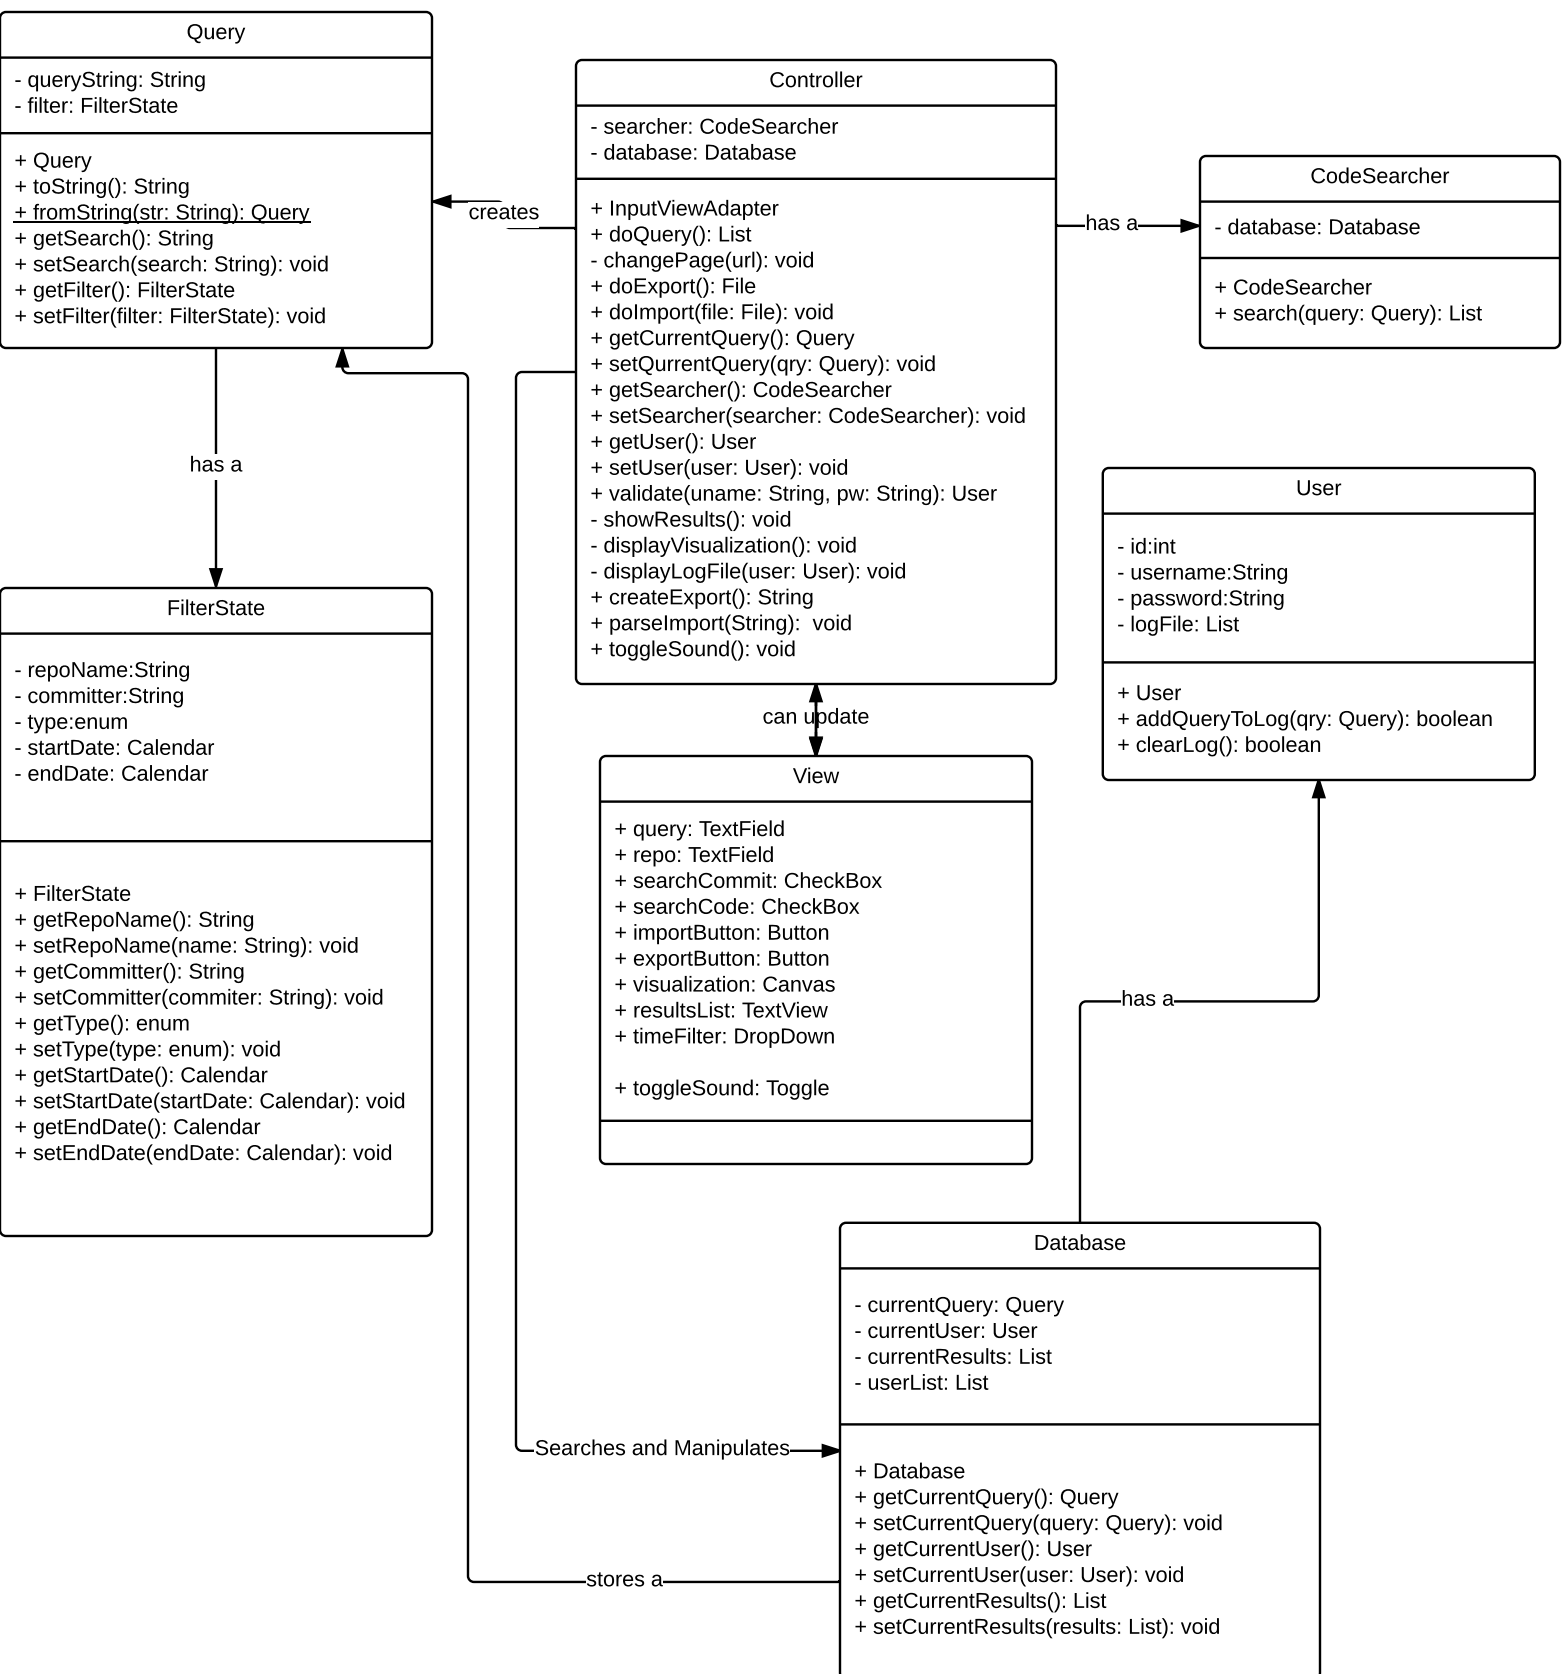 Query
- queryString: String
- filter: FilterState
+ Query
+ toString(): String
+ fromString(str: String): Query
+ getSearch(): String
+ setSearch(search: String): void
+ getFilter(): FilterState
+ setFilter(filter: FilterState): void
creates
Controller
- searcher: CodeSearcher
- database: Database
+ InputViewAdapter
+ doQuery(): List
- changePage(url): void
+ doExport(): File
+ doImport(file: File): void
+ getCurrentQuery(): Query
+ setQurrentQuery(qry: Query): void
+ getSearcher(): CodeSearcher
+ setSearcher(searcher: CodeSearcher): void
+ getUser(): User
+ setUser(user: User): void
+ validate(uname: String, pw: String): User
- showResults(): void
- displayVisualization(): void
- displayLogFile(user: User): void
+ createExport(): String
+ parseImport(String):  void
+ toggleSound(): void
has a
CodeSearcher
- database: Database
+ CodeSearcher
+ search(query: Query): List
has a
User
- id:int
- username:String
- password:String
- logFile: List
+ User
+ addQueryToLog(qry: Query): boolean
+ clearLog(): boolean
FilterState
- repoName:String
- committer:String
- type:enum
- startDate: Calendar
- endDate: Calendar
+ FilterState
+ getRepoName(): String
+ setRepoName(name: String): void
+ getCommitter(): String
+ setCommitter(commiter: String): void
+ getType(): enum
+ setType(type: enum): void
+ getStartDate(): Calendar
+ setStartDate(startDate: Calendar): void
+ getEndDate(): Calendar
+ setEndDate(endDate: Calendar): void
can update
View
+ query: TextField
+ repo: TextField
+ searchCommit: CheckBox
+ searchCode: CheckBox
+ importButton: Button
+ exportButton: Button
+ visualization: Canvas
+ resultsList: TextView
+ timeFilter: DropDown
+ toggleSound: Toggle
has a
Database
- currentQuery: Query
- currentUser: User
- currentResults: List
- userList: List
+ Database
+ getCurrentQuery(): Query
+ setCurrentQuery(query: Query): void
+ getCurrentUser(): User
+ setCurrentUser(user: User): void
+ getCurrentResults(): List
+ setCurrentResults(results: List): void
Searches and Manipulates
stores a